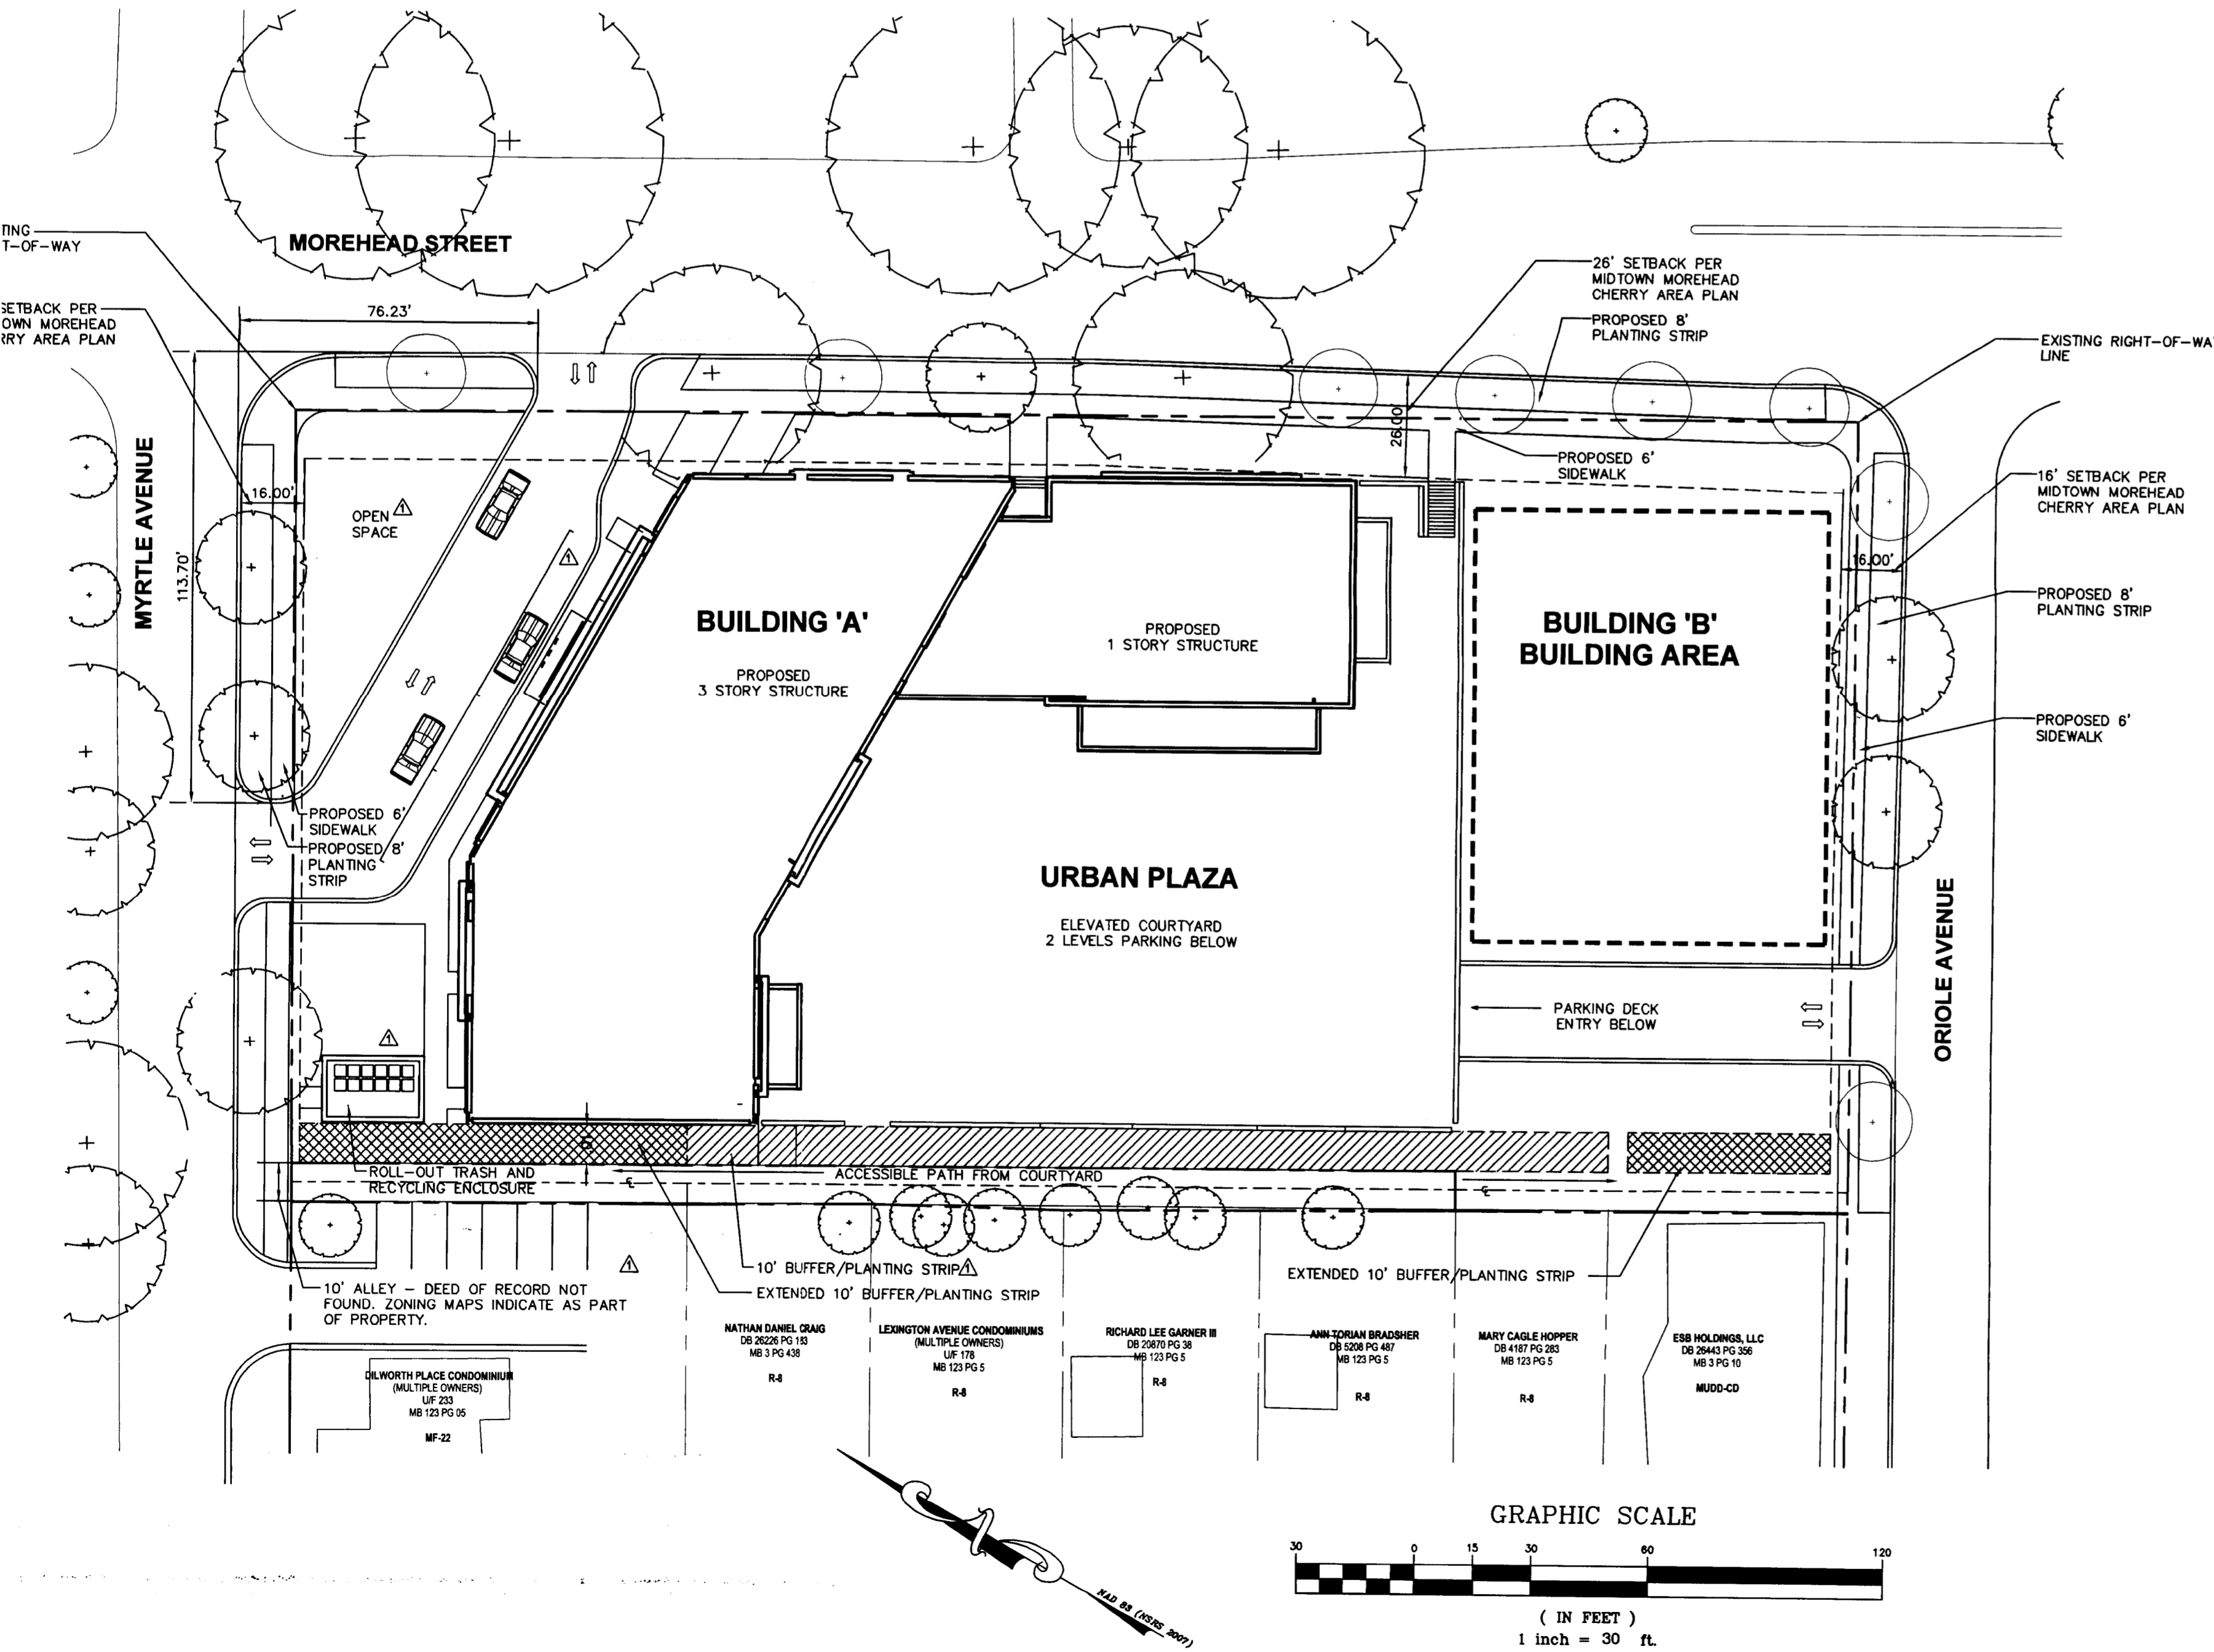 MOREHEAD STREET
TING
T-OF-WAY
SETBACK PER
OWN MOREHEAD
RRY AREA PLAN
76.23'
26' SETBACK PER
MIDTOWN MOREHEAD
CHERRY AREA PLAN
PROPOSED 8'
PLANTING STRIP
EXISTING RIGHT-OF-WA
LINE
26.00'
PROPOSED 6'
SIDEWALK
16' SETBACK PER
MIDTOWN MOREHEAD
CHERRY AREA PLAN
16.00'
OPEN
SPACE
1
1
MYRTLE AVENUE
113.70'
16.00'
PROPOSED 8'
PLANTING STRIP
BUILDING 'A'
PROPOSED
3 STORY STRUCTURE
PROPOSED
1 STORY STRUCTURE
BUILDING 'B'
BUILDING AREA
PROPOSED 6'
SIDEWALK
PROPOSED 6'
SIDEWALK
PROPOSED 8'
PLANTING
STRIP
URBAN PLAZA
ELEVATED COURTYARD
2 LEVELS PARKING BELOW
ORIOLE AVENUE
PARKING DECK
ENTRY BELOW
1
ROLL-OUT TRASH AND
RECYCLING ENCLOSURE
ACCESSIBLE PATH FROM COURTYARD
1
10' BUFFER/PLANTING STRIP
1
EXTENDED 10' BUFFER/PLANTING STRIP
EXTENDED 10' BUFFER/PLANTING STRIP
10' ALLEY – DEED OF RECORD NOT
FOUND. ZONING MAPS INDICATE AS PART
OF PROPERTY.
DILWORTH PLACE CONDOMINIUM
(MULTIPLE OWNERS)
U/F 233
MB 123 PG 05
MF-22
NATHAN DANIEL CRAIG
DB 26226 PG 183
MB 3 PG 438
R-8
LEXINGTON AVENUE CONDOMINIUMS
(MULTIPLE OWNERS)
U/F 178
MB 123 PG 5
R-8
RICHARD LEE GARNER III
DB 20870 PG 38
MB 123 PG 5
R-8
ANN TORIAN BRADSHER
DB 5208 PG 487
MB 123 PG 5
R-8
MARY CAGLE HOPPER
DB 4187 PG 283
MB 123 PG 5
R-8
ESB HOLDINGS, LLC
DB 26443 PG 356
MB 3 PG 10
MUDD-CD
NAD 83 (NSRS 2007)
GRAPHIC SCALE
30 0 15 30 60 120
( IN FEET )
1 inch = 30 ft.